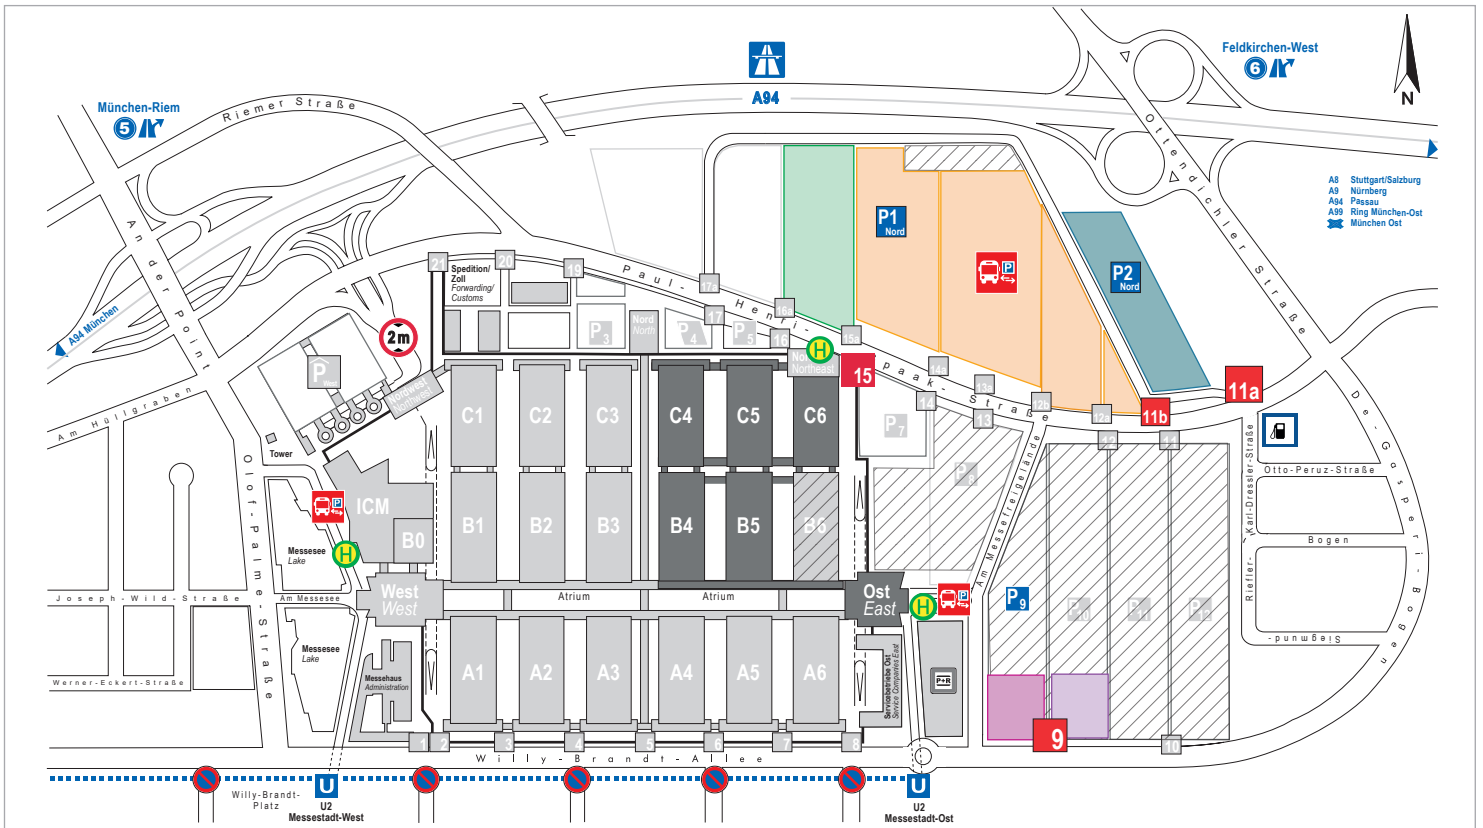 A94
Feldkirchen-West
6
N
München-Riem
5
Riemer Straße
Ottendichler Straße
A8 Stuttgart/Salzburg
A9 Nürnberg
A94 Passau
A99 Ring München-Ost
München Ost
An der Point
A94 München
Am Hüllgraben
2m
P
West
Tower
21
20
19
Spedition/
Zoll
Forwarding/
Customs
Paul-Henri-Spaak-Straße
17a
17
16a
16
15a
15
14a
14
13a
13
12b
12a
12
11b
11a
11
P1
Nord
P2
Nord
P
P3
Nord
North
P4
P5
H
Northeast
Nordwest
Northwest
P7
C1
C2
C3
C4
C5
C6
B1
B2
B3
B4
B5
B6
ICM
B0
P
H
Messesee
Lake
Am Messesee
Messesee
Lake
Olof-Palme-Straße
Joseph-Wild-Straße
Werner-Eckert-Straße
West
West
Atrium
Atrium
Ost
East
H
P
P9
Am Messefreigelände
Karl-Dressler-Straße
Otto-Peruz-Straße
Bogen
Riefler-
Siegmund-
De-Gasperi-Bogen
A1
A2
A3
A4
A5
A6
Messehaus
Administration
Servicebetriebe Ost
Service Companies East
P+R
1
2
3
4
5
6
7
8
9
10
Willy-Brandt-Allee
Willy-Brandt-
Platz
U
U2
Messestadt-West
U
U2
Messestadt-Ost